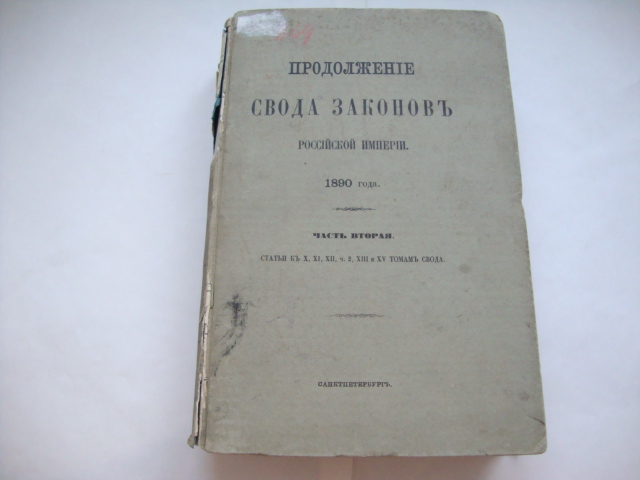 ПРОДОЛЖЕНІЕ
СВОДА ЗАКОНОВЪ
РОССІЙСКОЙ ИМПЕРІИ.
1890 ГОДА.
ЧАСТЬ ВТОРАЯ.
СТАТЬИ КЪ X, XI, XII, ч. 2, XIII и XV ТОМАМЪ СВОДА.
САНКТПЕТЕРБУРГЪ.